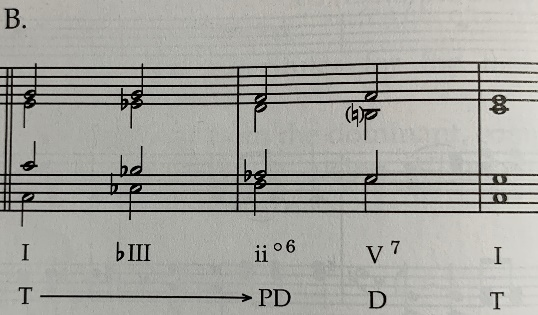 B.
(♮)
I ♭III ii°⁶ V⁷ I
T → PD D T